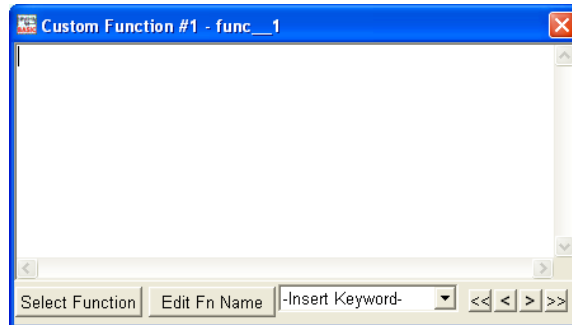 Custom Function #1 - func__1
Select Function Edit Fn Name -Insert Keyword- << < > >>